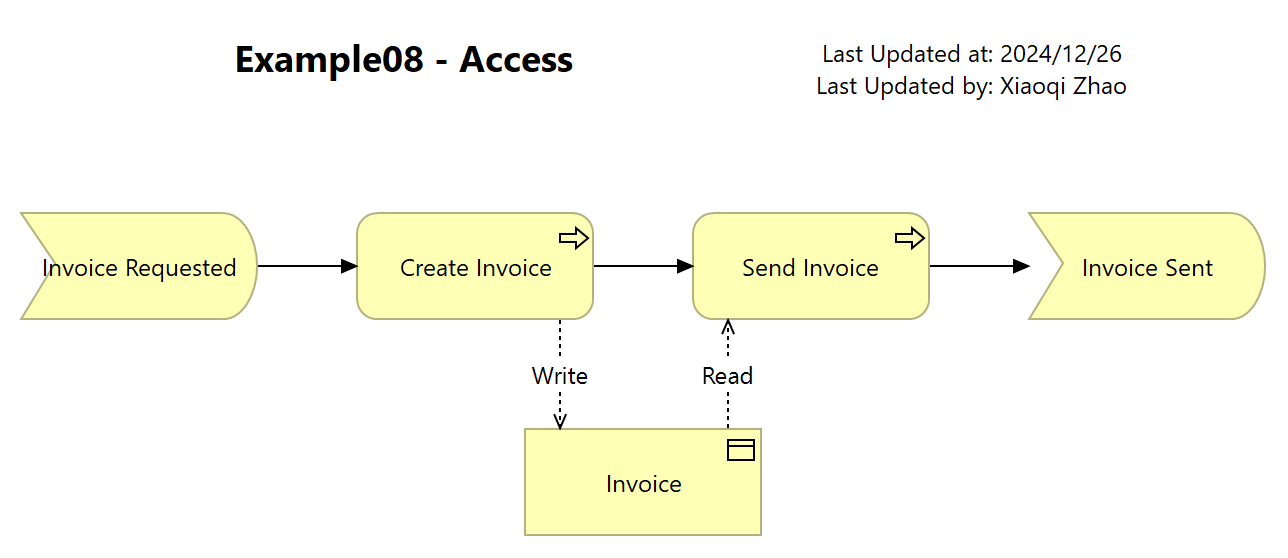 Example08 - Access
Last Updated at: 2024/12/26
Last Updated by: Xiaoqi Zhao
Invoice Requested
Create Invoice
Send Invoice
Invoice Sent
Write
Read
Invoice